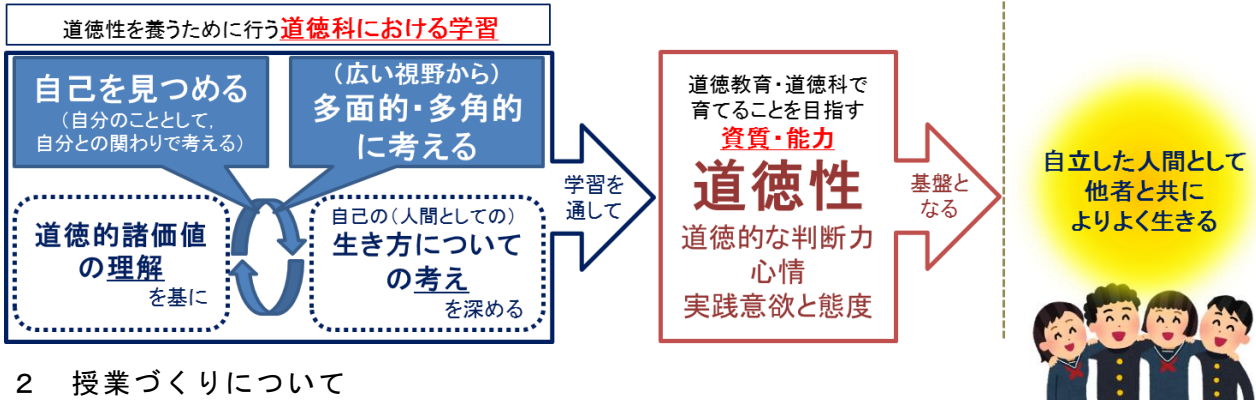 道徳性を養うために行う道徳科における学習
自己を見つめる
（自分のこととして，
自分との関わりで考える）
（広い視野から）
多面的・多角的
に考える
道徳的諸価値
の理解
を基に
自己の（人間としての）
生き方について
の考え
を深める
学習を
通して
道徳教育・道徳科で
育てることを目指す
資質・能力
道徳性
道徳的な判断力
心情
実践意欲と態度
基盤と
なる
自立した人間として
他者と共に
よりよく生きる
２　授業づくりについて